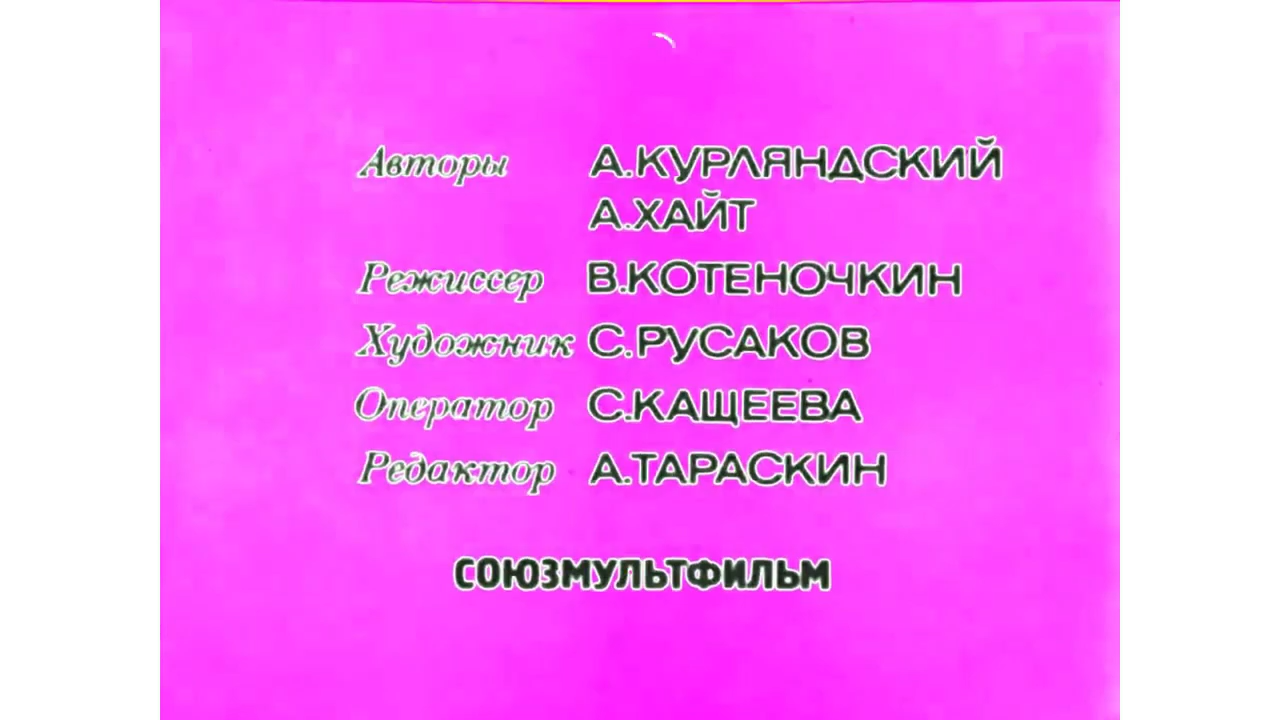 Авторы А.КУРЛЯНДСКИЙ
А.ХАЙТ
Режиссер В.КОТЕНОЧКИН
Художник С.РУСАКОВ
Оператор С.КАЩЕЕВА
Редактор А.ТАРАСКИН
СОЮЗМУЛЬТФИЛЬМ